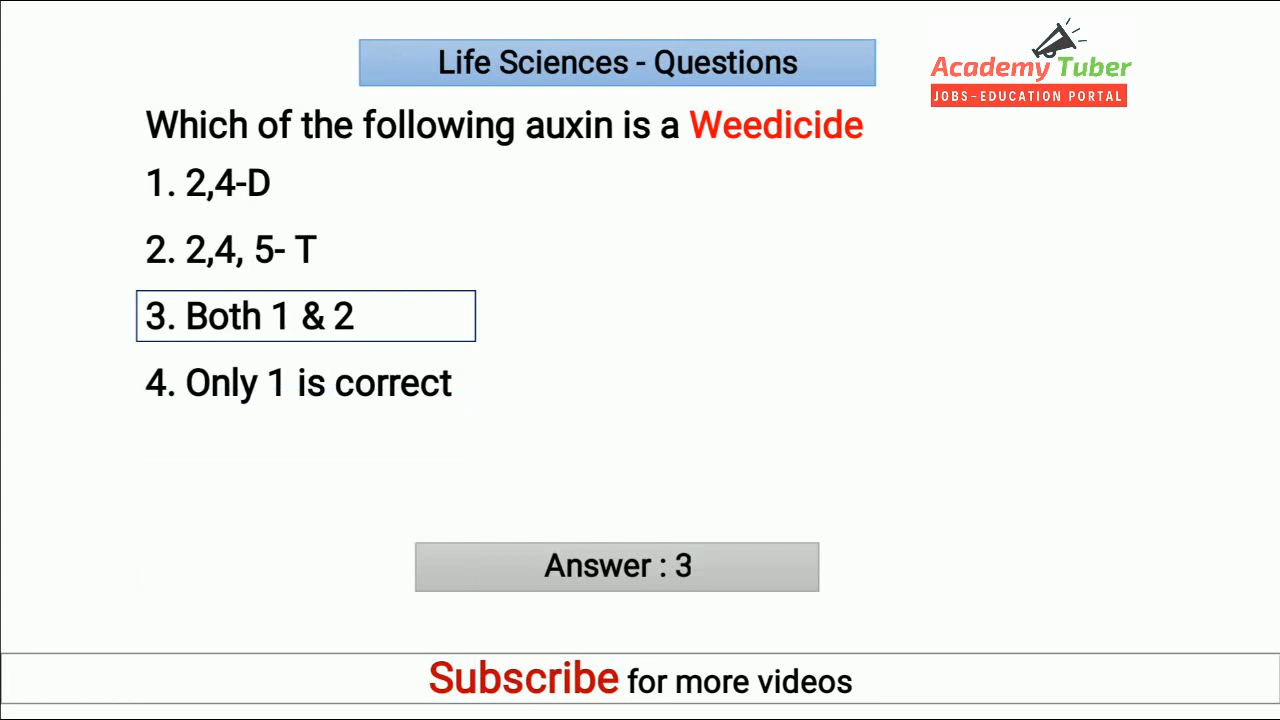 Life Sciences - Questions
Academy Tuber
JOBS-EDUCATION PORTAL
Which of the following auxin is a Weedicide
1. 2,4-D
2. 2,4, 5- T
3. Both 1 & 2
4. Only 1 is correct
Answer : 3
Subscribe for more videos